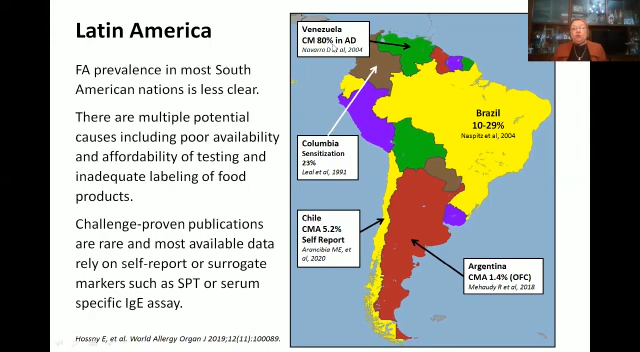 Latin America
FA prevalence in most South
American nations is less clear.
There are multiple potential
causes including poor availability
and affordability of testing and
inadequate labeling of food
products.
Challenge-proven publications
are rare and most available data
rely on self-report or surrogate
markers such as SPT or serum
specific IgE assay.
Hossny E, et al. World Allergy Organ J 2019;12(11):100089.
Venezuela
CM 80% in AD
Navarro D et al, 2004
Brazil
10-29%
Naspitz et al, 2004
Columbia
Sensitization
23%
Leal et al, 1991
Chile
CMA 5.2%
Self Report
Arancibia ME, et
al, 2020
Argentina
CMA 1.4% (OFC)
Mehaudy R et al, 2018